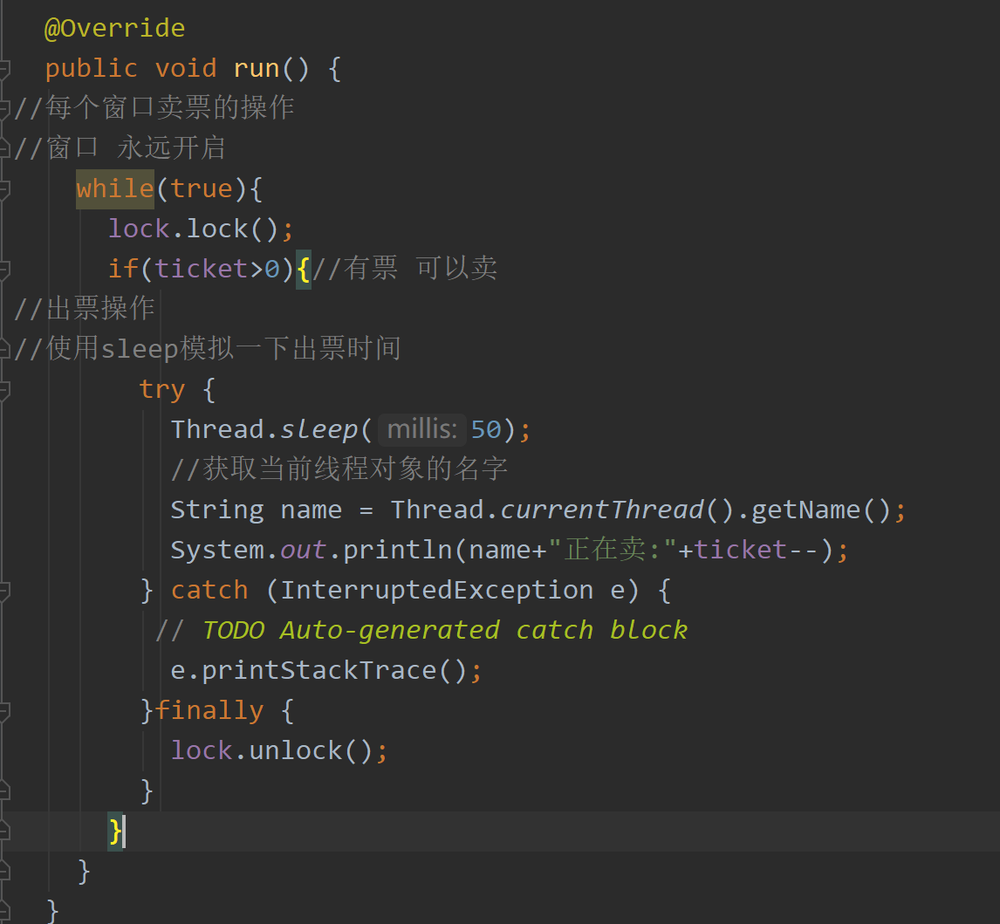 @Override
public void run() {
//每个窗口卖票的操作
//窗口 永远开启
while(true){
lock.lock();
if(ticket>0){//有票 可以卖
//出票操作
//使用sleep模拟一下出票时间
try {
Thread.sleep( millis: 50);
//获取当前线程对象的名字
String name = Thread.currentThread().getName();
System.out.println(name+"正在卖:"+ticket--);
} catch (InterruptedException e) {
// TODO Auto-generated catch block
e.printStackTrace();
}finally {
lock.unlock();
}
}
}
}